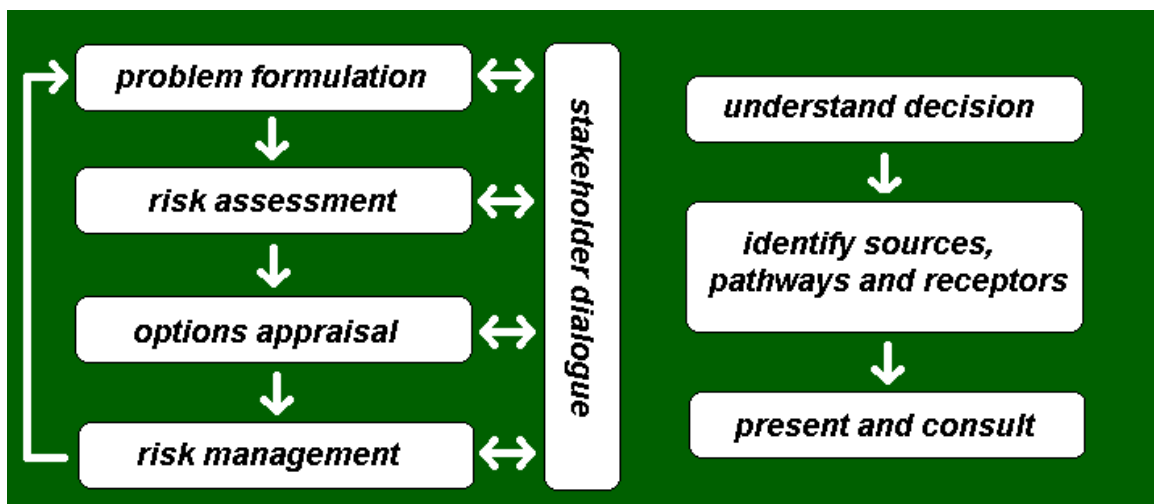 problem formulation
risk assessment
options appraisal
risk management
stakeholder dialogue
understand decision
identify sources,
pathways and receptors
present and consult